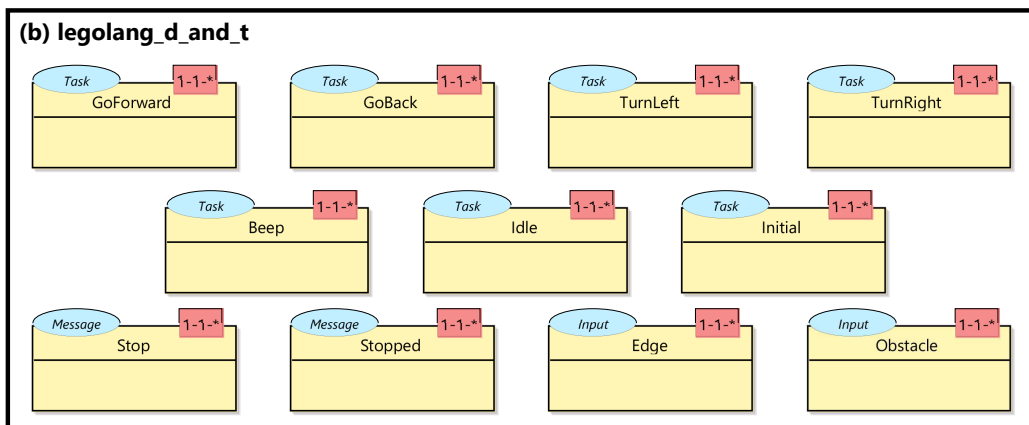 (b) legolang_d_and_t
Task 1-1-* Task 1-1-* Task 1-1-* Task 1-1-*
GoForward GoBack TurnLeft TurnRight
Task 1-1-* Task 1-1-* Task 1-1-*
Beep Idle Initial
Message 1-1-* Message 1-1-* Input 1-1-* Input 1-1-*
Stop Stopped Edge Obstacle